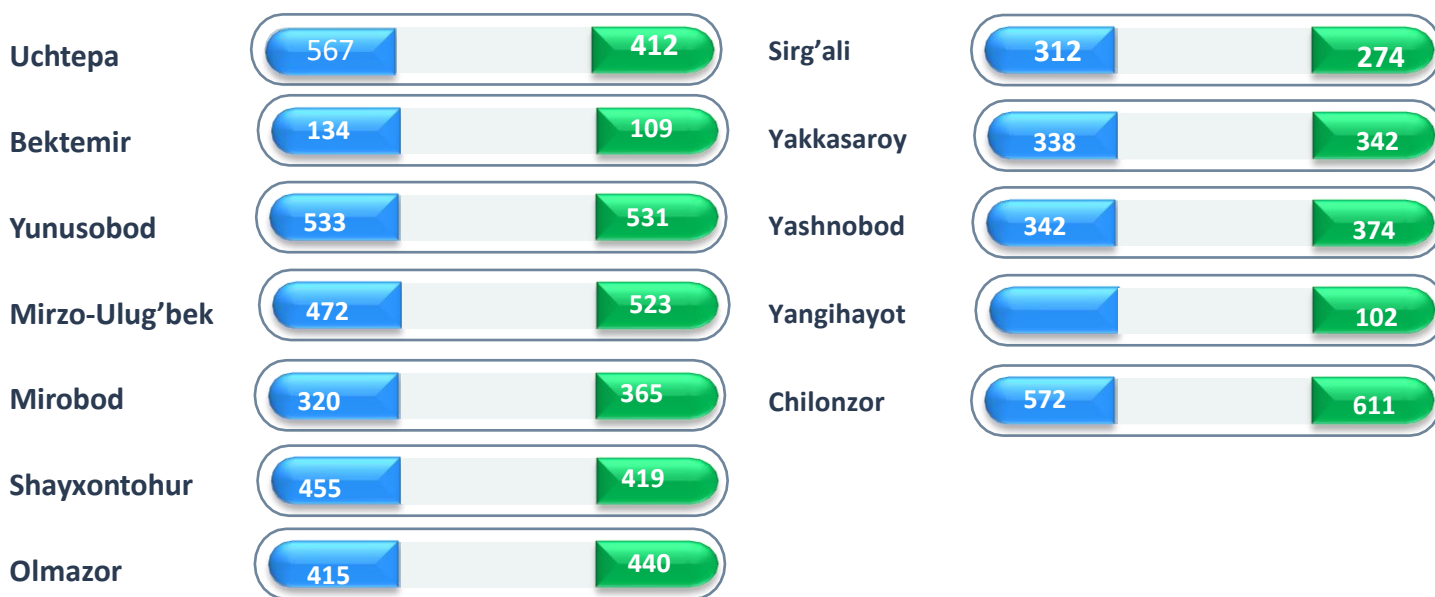 Uchtepa 567 412
Bektemir 134 109
Yunusobod 533 531
Mirzo-Ulug’bek 472 523
Mirobod 320 365
Shayxontohur 455 419
Olmazor 415 440
Sirg’ali 312 274
Yakkasaroy 338 342
Yashnobod 342 374
Yangihayot 102
Chilonzor 572 611